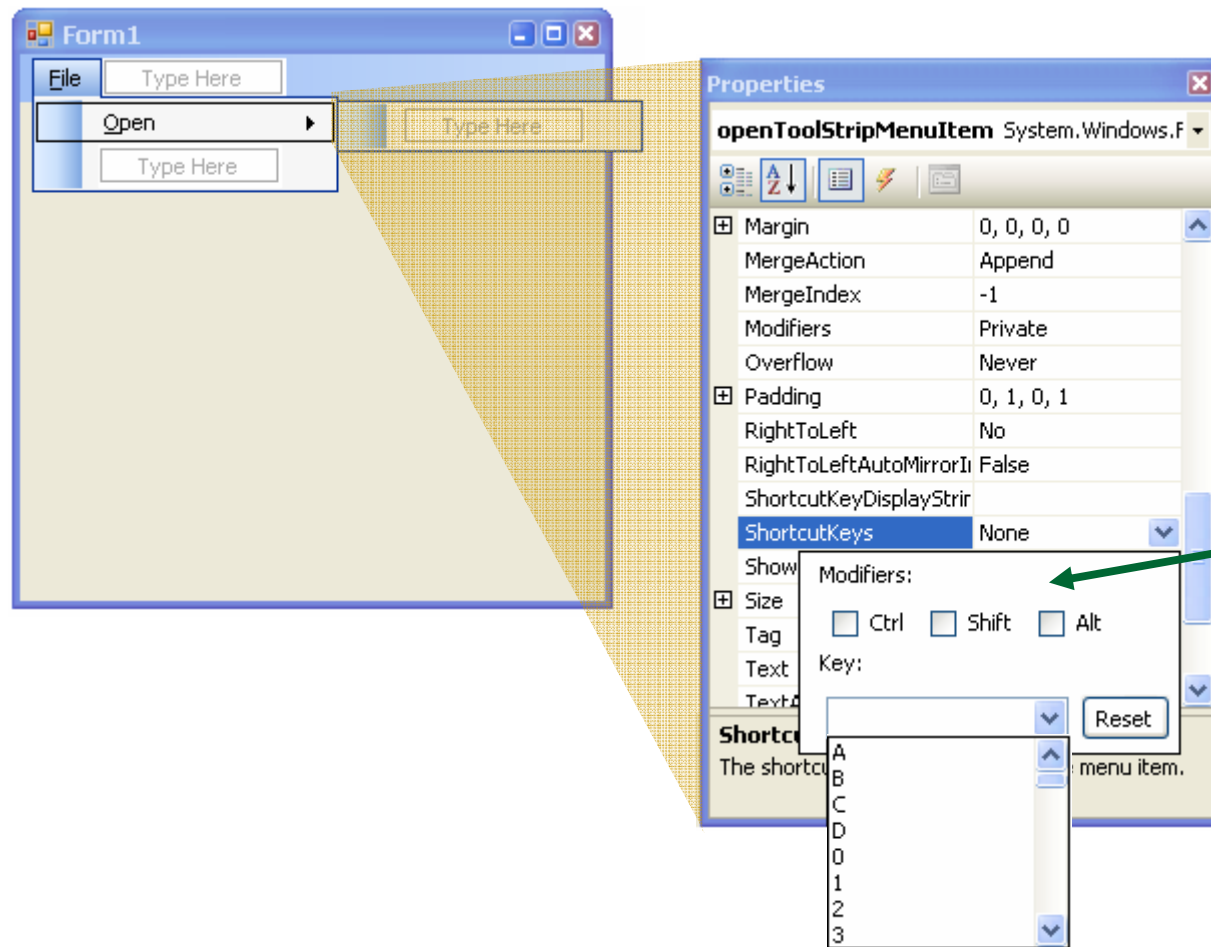 Form1
File Type Here
Open Type Here
Type Here
Properties
openToolStripMenuItem System.Windows.F
Margin 0, 0, 0, 0
MergeAction Append
MergeIndex -1
Modifiers Private
Overflow Never
Padding 0, 1, 0, 1
RightToLeft No
RightToLeftAutoMirrorI False
ShortcutKeyDisplayStrir
ShortcutKeys None
Show
Size
Tag
Text
Modifiers:
Ctrl Shift Alt
Key:
Reset
A
B
C
D
0
1
2
3
The menu item.